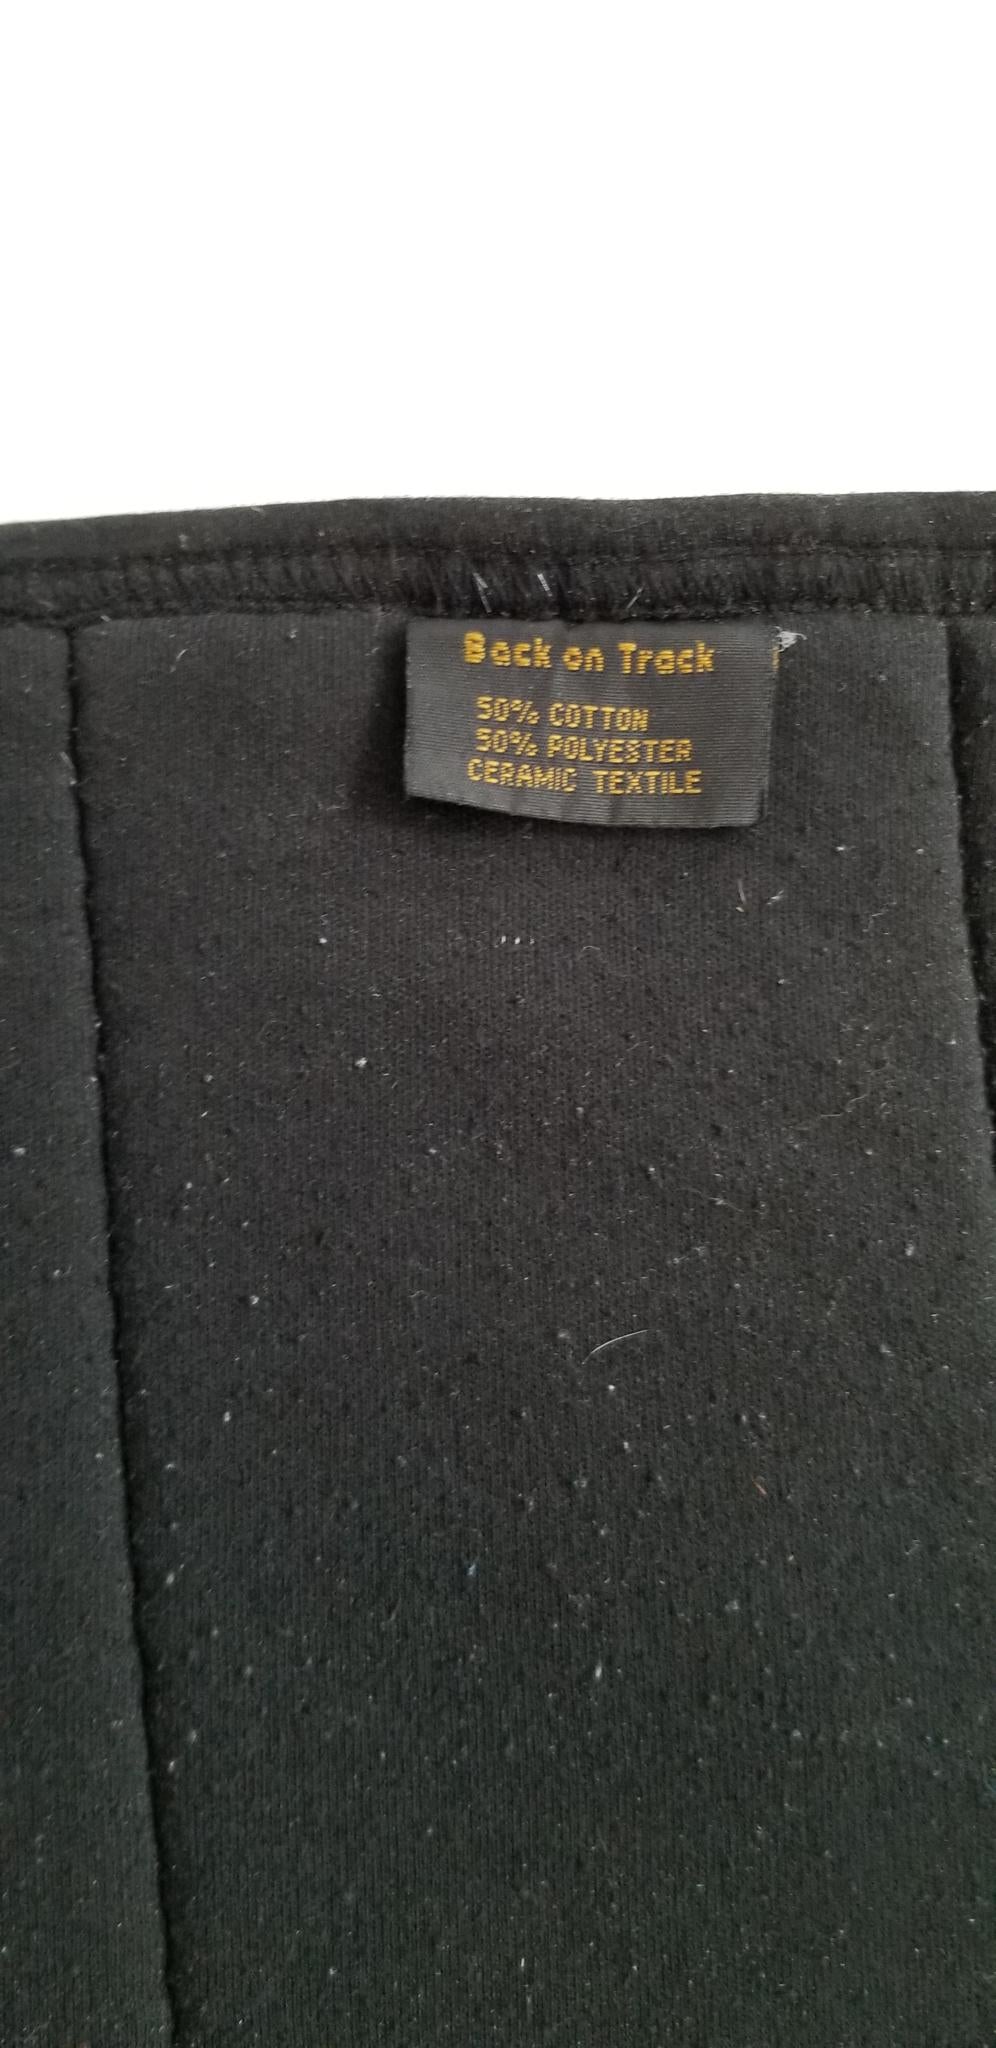 Back on Track
50% COTTON
50% POLYESTER
CERAMIC TEXTILE